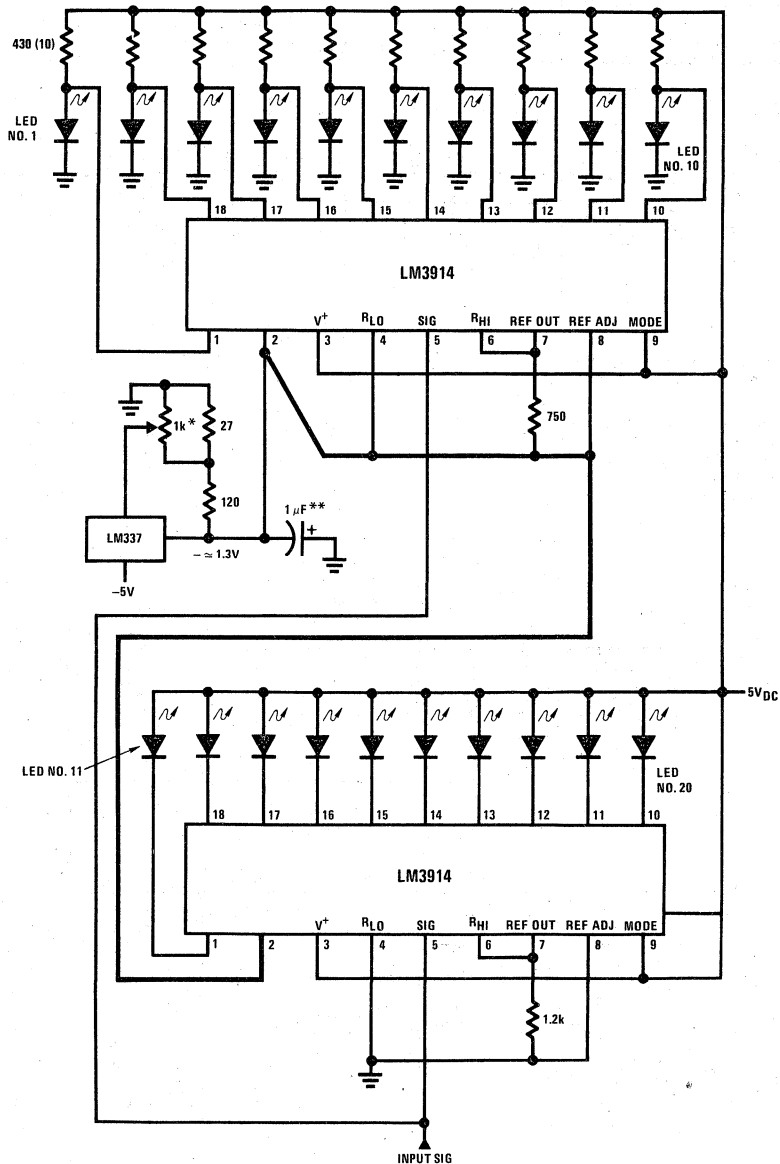 430 (10)
LED
NO. 1
LED
NO. 10
18 17 16 15 14 13 12 11 10
LM3914
V+ RLO SIG RHI REF OUT REF ADJ MODE
1 2 3 4 5 6 7 8 9
1k* 27
750
120
1 µF** +
LM337
– ≃ 1.3V
–5V
5VDC
LED NO. 11
LED
NO. 20
18 17 16 15 14 13 12 11 10
LM3914
V+ RLO SIG RHI REF OUT REF ADJ MODE
1 2 3 4 5 6 7 8 9
1.2k
INPUT SIG